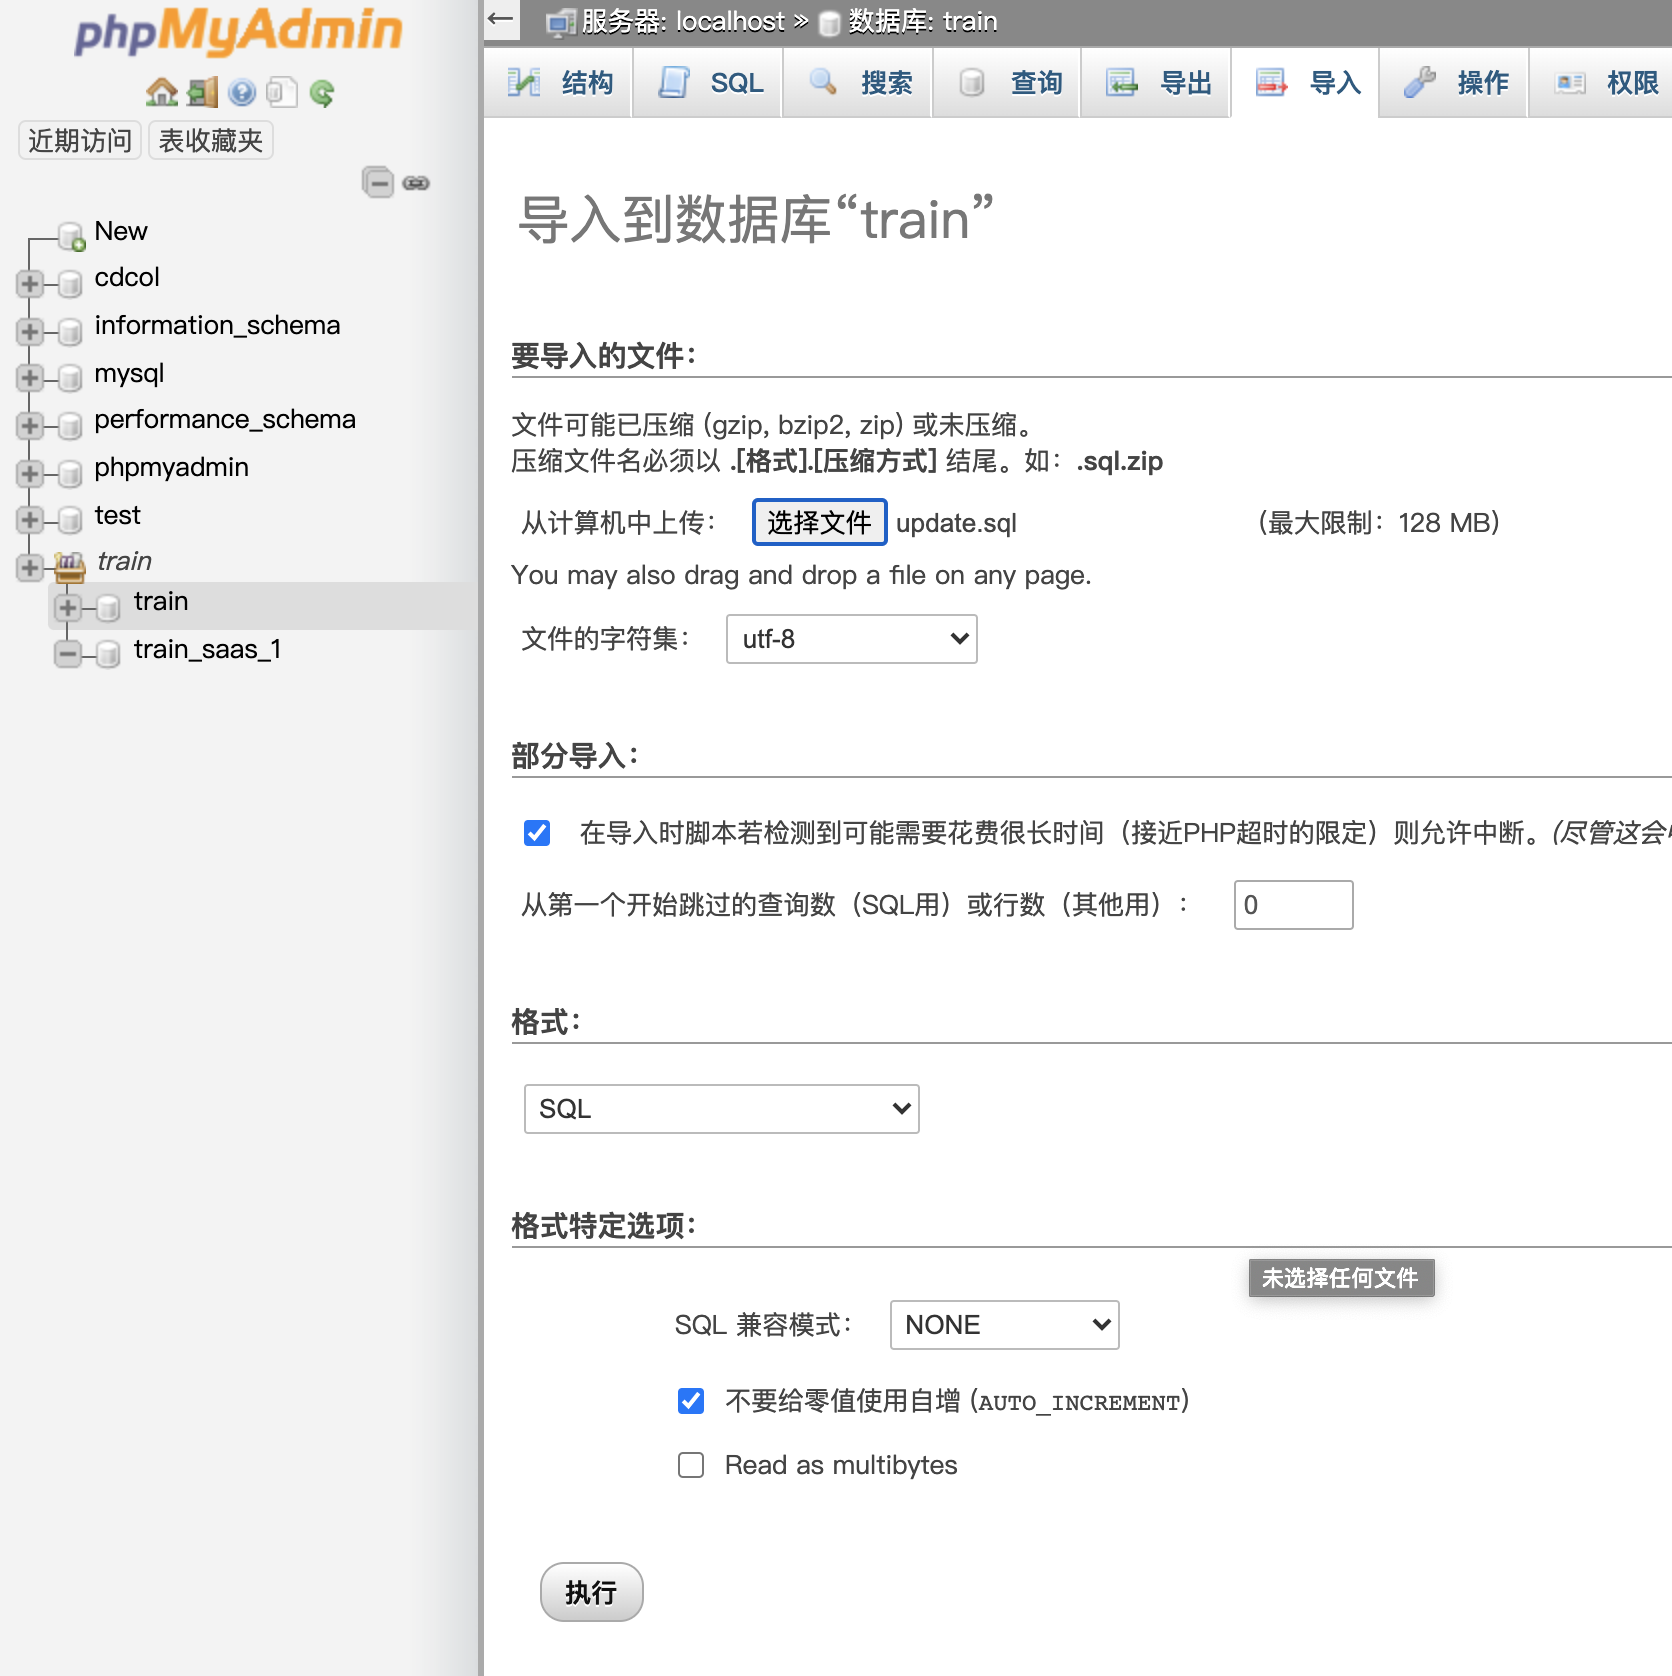 phpMyAdmin
近期访问
表收藏夹
New
cdcol
information_schema
mysql
performance_schema
phpmyadmin
test
train
train
train_saas_1
服务器: localhost » 数据库: train
结构
SQL
搜索
查询
导出
导入
操作
权限
导入到数据库“train”
要导入的文件：
文件可能已压缩 (gzip, bzip2, zip) 或未压缩。
压缩文件名必须以 .[格式].[压缩方式] 结尾。如：.sql.zip
从计算机中上传：
选择文件 update.sql
（最大限制：128 MB）
You may also drag and drop a file on any page.
文件的字符集：
utf-8
部分导入：
在导入时脚本若检测到可能需要花费很长时间（接近PHP超时的限定）则允许中断。(尽管这会
从第一个开始跳过的查询数（SQL用）或行数（其他用）:
0
格式：
SQL
格式特定选项：
未选择任何文件
SQL 兼容模式：
NONE
不要给零值使用自增 (AUTO_INCREMENT)
Read as multibytes
执行